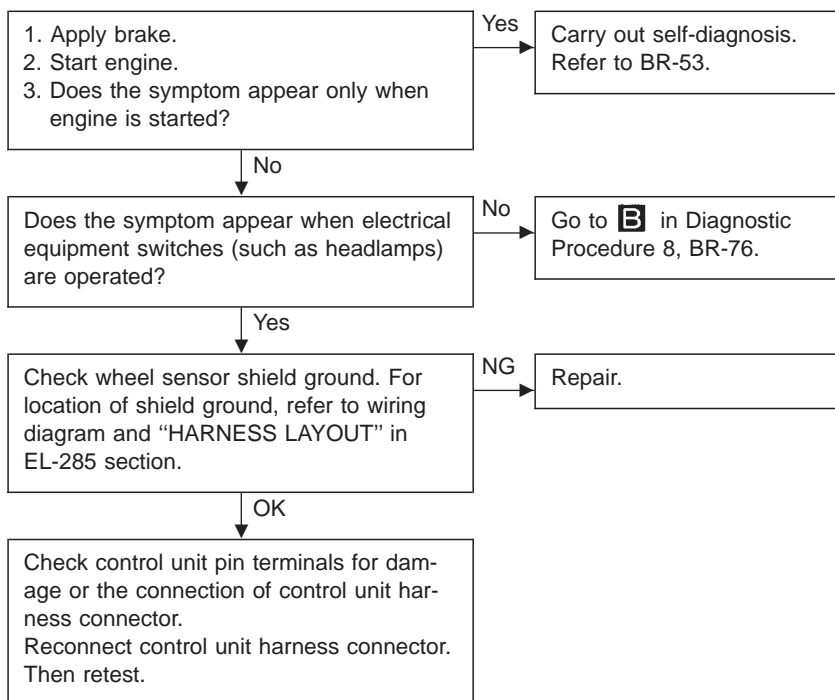 1. Apply brake.
2. Start engine.
3. Does the symptom appear only when
engine is started?
Yes
Carry out self-diagnosis.
Refer to BR-53.
No
Does the symptom appear when electrical
equipment switches (such as headlamps)
are operated?
No
Go to B in Diagnostic
Procedure 8, BR-76.
Yes
Check wheel sensor shield ground. For
location of shield ground, refer to wiring
diagram and “HARNESS LAYOUT” in
EL-285 section.
NG
Repair.
OK
Check control unit pin terminals for dam-
age or the connection of control unit har-
ness connector.
Reconnect control unit harness connector.
Then retest.